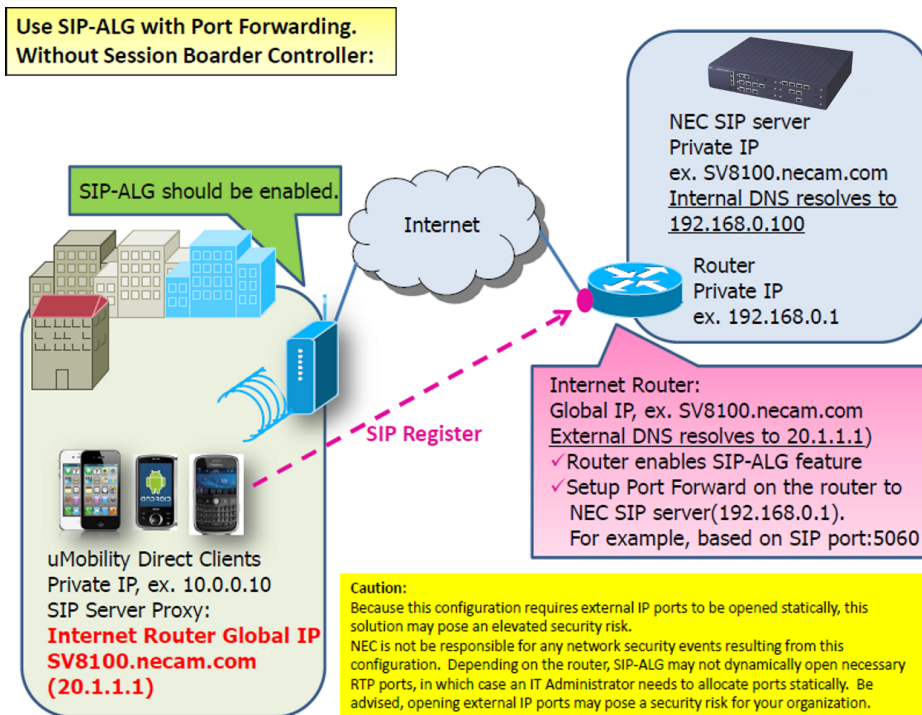 Use SIP-ALG with Port Forwarding.
Without Session Boarder Controller:
NEC SIP server
Private IP
ex. SV8100.necam.com
Internal DNS resolves to
192.168.0.100
Router
Private IP
ex. 192.168.0.1
SIP-ALG should be enabled.
Internet
SIP Register
Internet Router:
Global IP, ex. SV8100.necam.com
External DNS resolves to 20.1.1.1)
✓Router enables SIP-ALG feature
✓Setup Port Forward on the router to
NEC SIP server(192.168.0.1).
For example, based on SIP port:5060
ANDROID
uMobility Direct Clients
Private IP, ex. 10.0.0.10
SIP Server Proxy:
Internet Router Global IP
SV8100.necam.com
(20.1.1.1)
Caution:
Because this configuration requires external IP ports to be opened statically, this
solution may pose an elevated security risk.
NEC is not be responsible for any network security events resulting from this
configuration.  Depending on the router, SIP-ALG may not dynamically open necessary
RTP ports, in which case an IT Administrator needs to allocate ports statically.  Be
advised, opening external IP ports may pose a security risk for your organization.